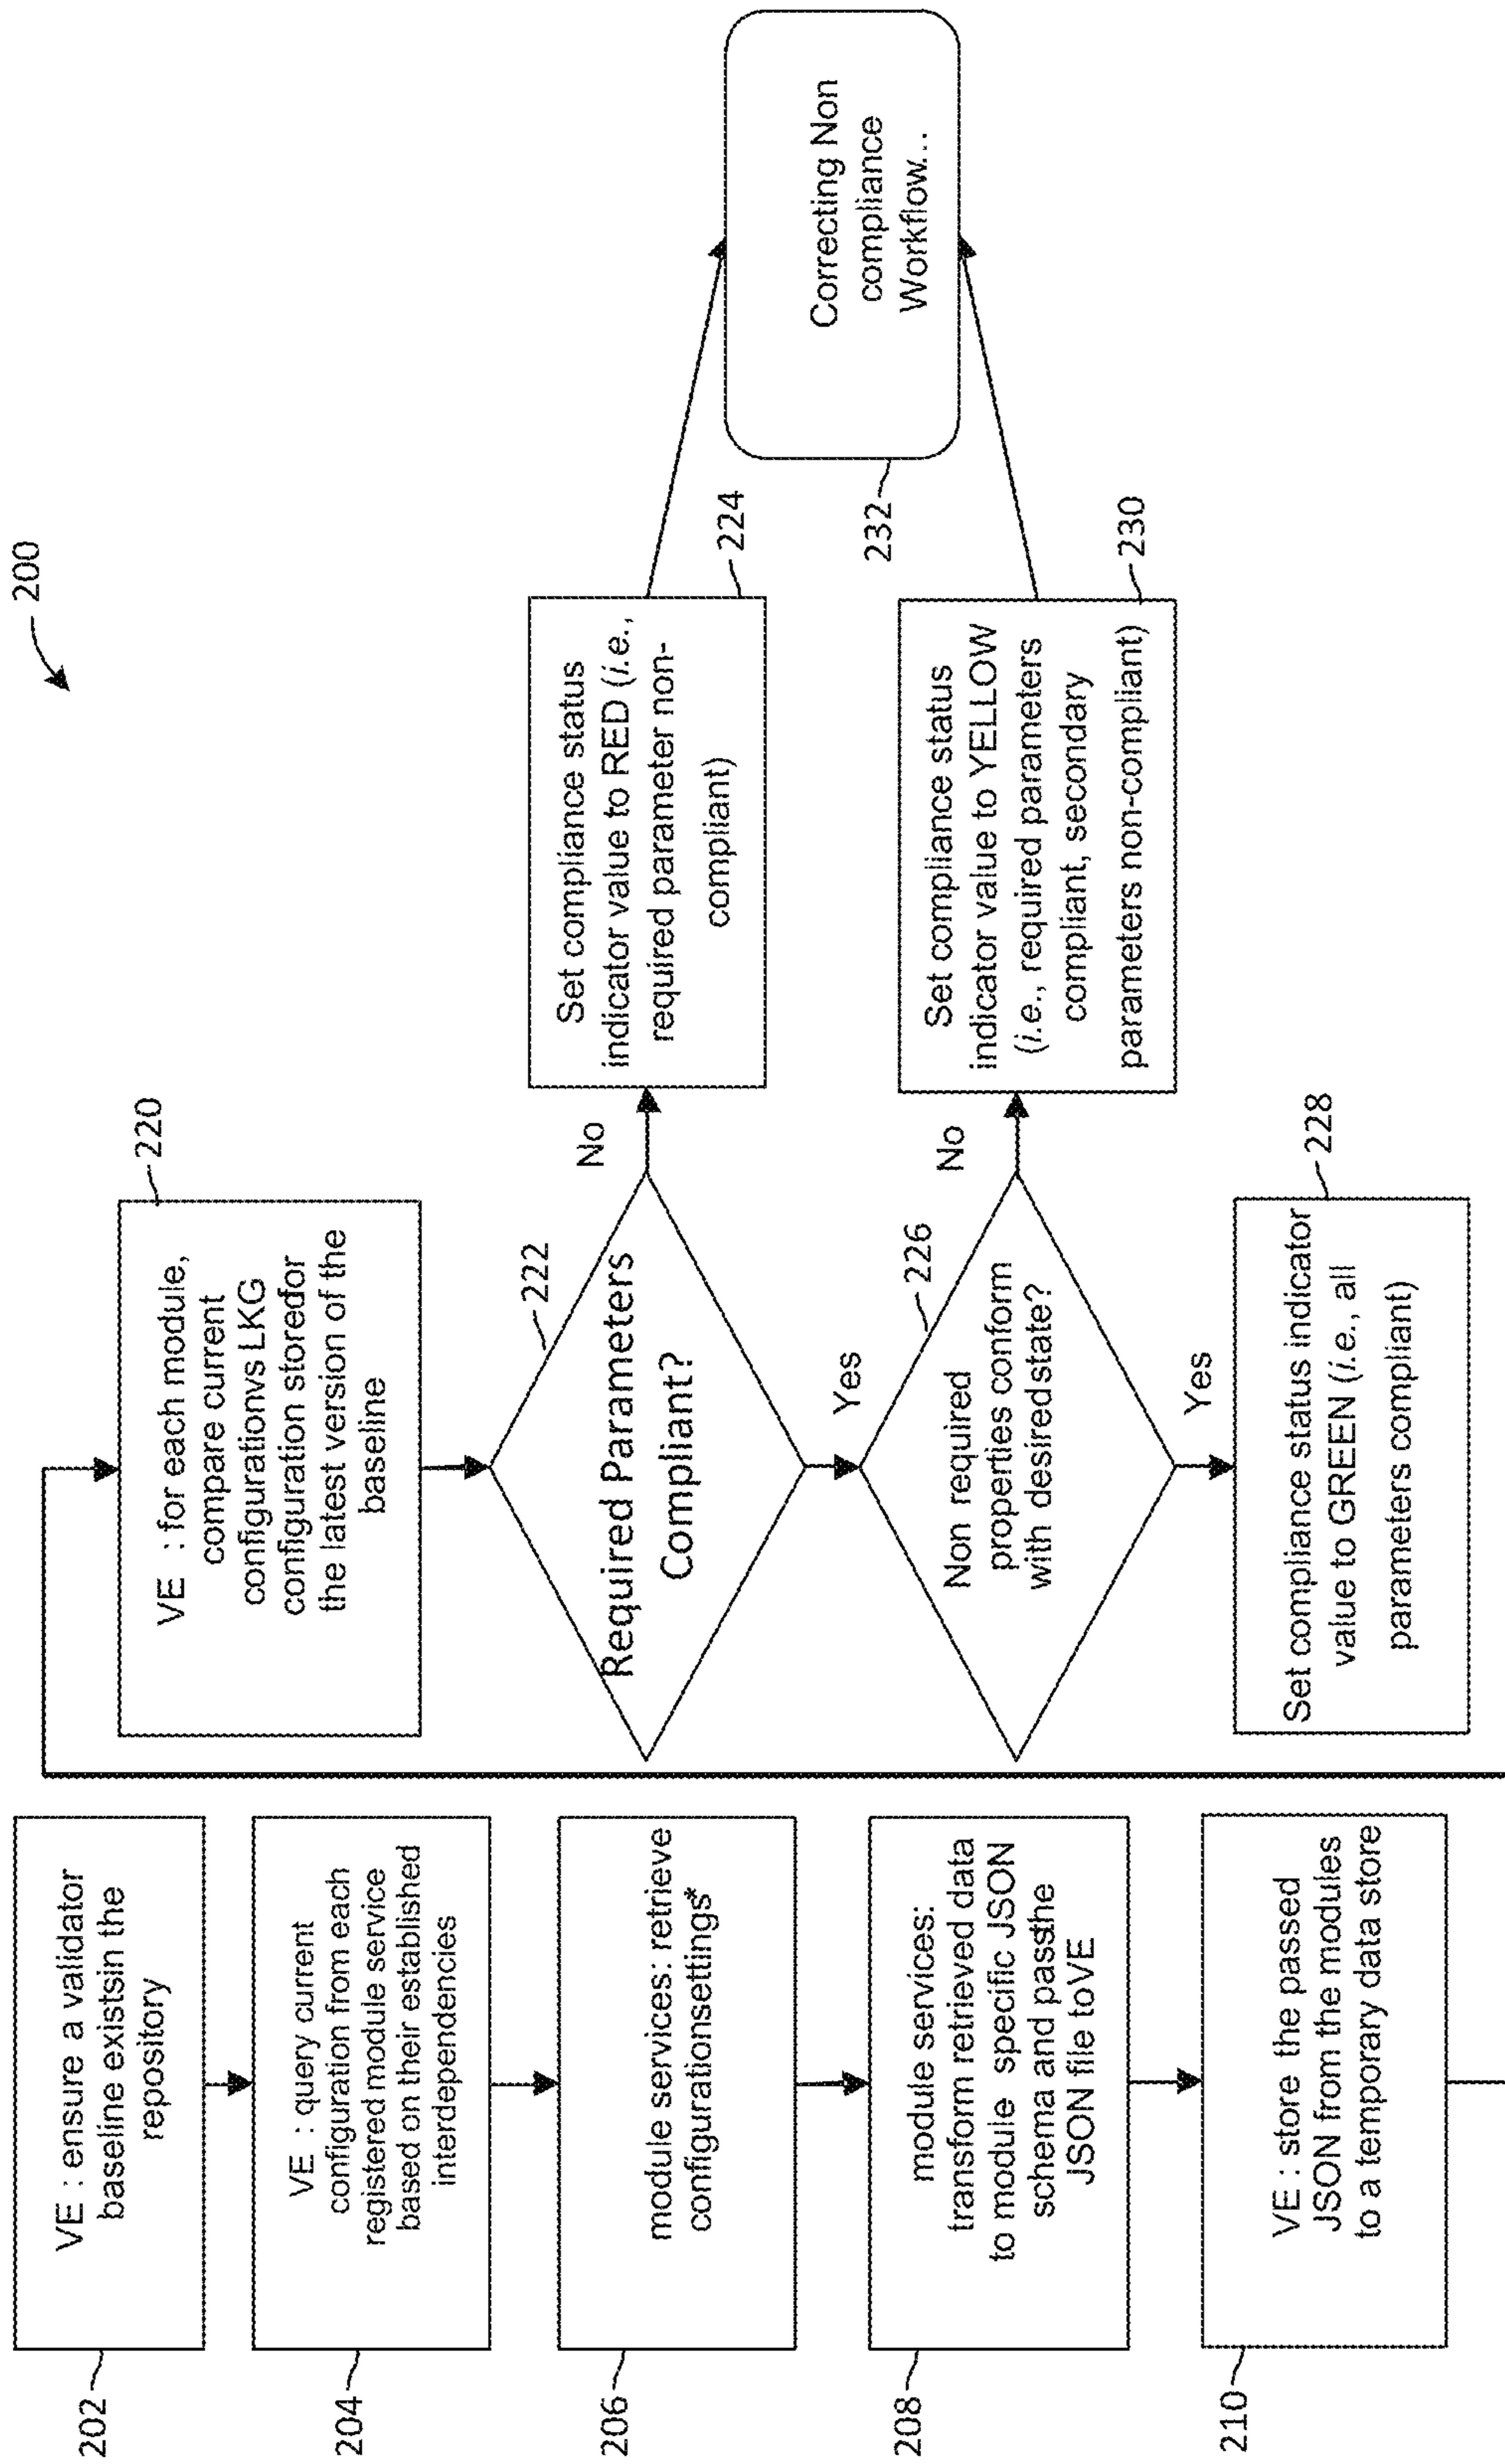 200
202
VE : ensure a validator
baseline existsin the
repository
204
VE : query current
configuration from each
registered module service
based on their established
interdependencies
206
module services: retrieve
configurationsettings*
208
module services:
transform retrieved data
to module specific JSON
schema and passthe
JSON file toVE
210
VE : store the passed
JSON from the modules
to a temporary data store
220
VE : for each module,
compare current
configurationvs LKG
configuration storedfor
the latest version of the
baseline
222
Required Parameters
Compliant?
No
Yes
224
Set compliance status
indicator value to RED (i.e.,
required parameter non-
compliant)
226
Non required
properties conform
with desiredstate?
No
Yes
230
Set compliance status
indicator value to YELLOW
(i.e., required parameters
compliant, secondary
parameters non-compliant)
228
Set compliance status indicator
value to GREEN (i.e., all
parameters compliant)
232
Correcting Non
compliance
Workflow...